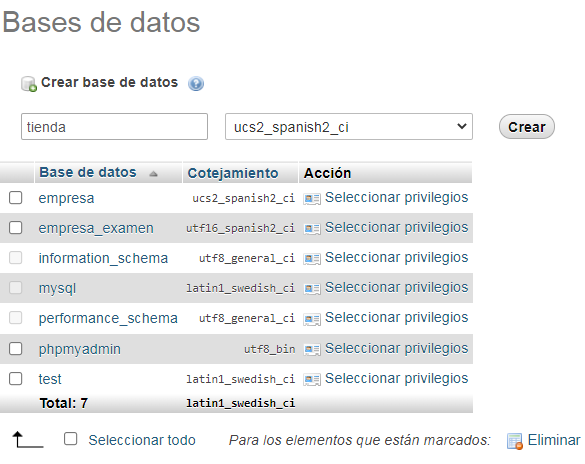 Bases de datos
Crear base de datos
tienda ucs2_spanish2_ci Crear
Base de datos Cotejamiento Acción
empresa ucs2_spanish2_ci Seleccionar privilegios
empresa_examen utf16_spanish2_ci Seleccionar privilegios
information_schema utf8_general_ci Seleccionar privilegios
mysql latin1_swedish_ci Seleccionar privilegios
performance_schema utf8_general_ci Seleccionar privilegios
phpmyadmin utf8_bin Seleccionar privilegios
test latin1_swedish_ci Seleccionar privilegios
Total: 7 latin1_swedish_ci
Seleccionar todo Para los elementos que están marcados: Eliminar